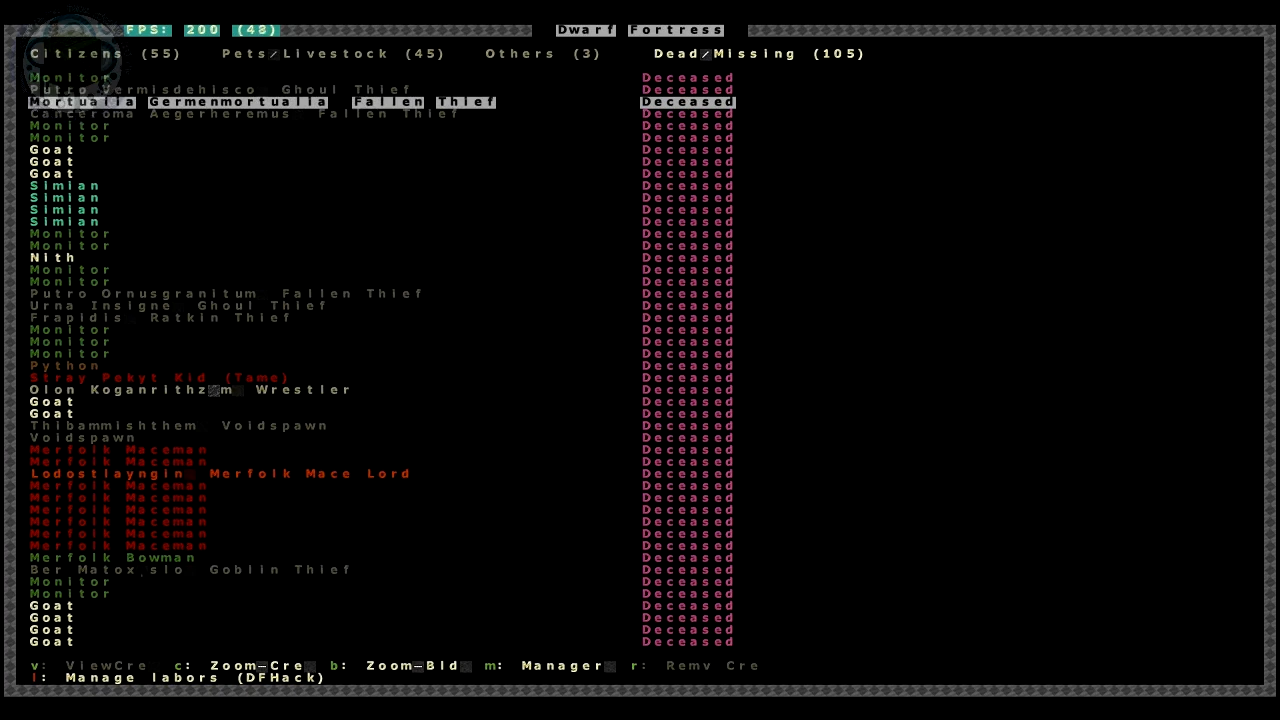 FPS: 200 (48) Dwarf Fortress
Citizens (55) Pets/Livestock (45) Others (3) Dead/Missing (105)
Monitor Deceased
Putro Vermisdehisco Ghoul Thief Deceased
Mortualia Germenmortualia Fallen Thief Deceased
Canceroma Aegerheremus Fallen Thief Deceased
Monitor Deceased
Monitor Deceased
Goat Deceased
Goat Deceased
Goat Deceased
Simian Deceased
Simian Deceased
Simian Deceased
Simian Deceased
Monitor Deceased
Monitor Deceased
Nith Deceased
Monitor Deceased
Monitor Deceased
Putro Ornusgranitum Fallen Thief Deceased
Urna Insigne Ghoul Thief Deceased
Frapidis Ratkin Thief Deceased
Monitor Deceased
Monitor Deceased
Monitor Deceased
Python Deceased
Stray Pokyt Kid (Tame) Deceased
Olon Wrestler Deceased
Goat Deceased
Goat Deceased
Thibammishthem Voidspawn Deceased
Voidspawn Deceased
Merfolk Maceman Deceased
Merfolk Maceman Deceased
Lodostlayngin Merfolk Mace Lord Deceased
Merfolk Maceman Deceased
Merfolk Maceman Deceased
Merfolk Maceman Deceased
Merfolk Maceman Deceased
Merfolk Maceman Deceased
Merfolk Maceman Deceased
Merfolk Bowman Deceased
Ber Goblin Thief Deceased
Monitor Deceased
Monitor Deceased
Goat Deceased
Goat Deceased
Goat Deceased
Goat Deceased
v: ViewCre c: Zoom-Cre b: Zoom-Bld m: Manager r: Remv Cre
l: Manage labors (DFHack)